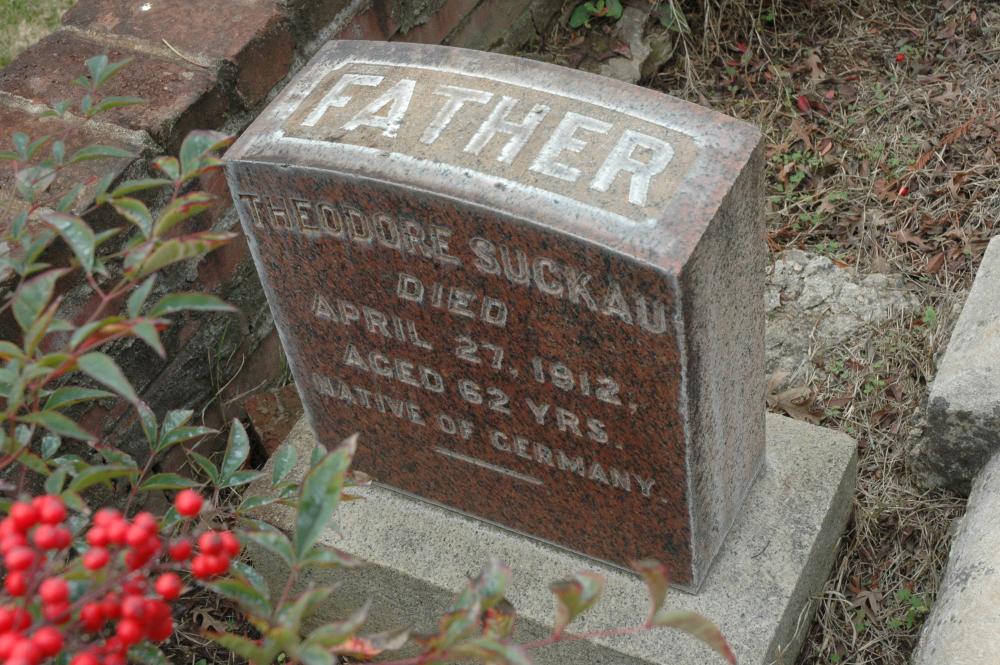 FATHER
THEODORE SUCKAU
DIED
APRIL 27, 1912,
AGED 62 YRS.
NATIVE OF GERMANY.